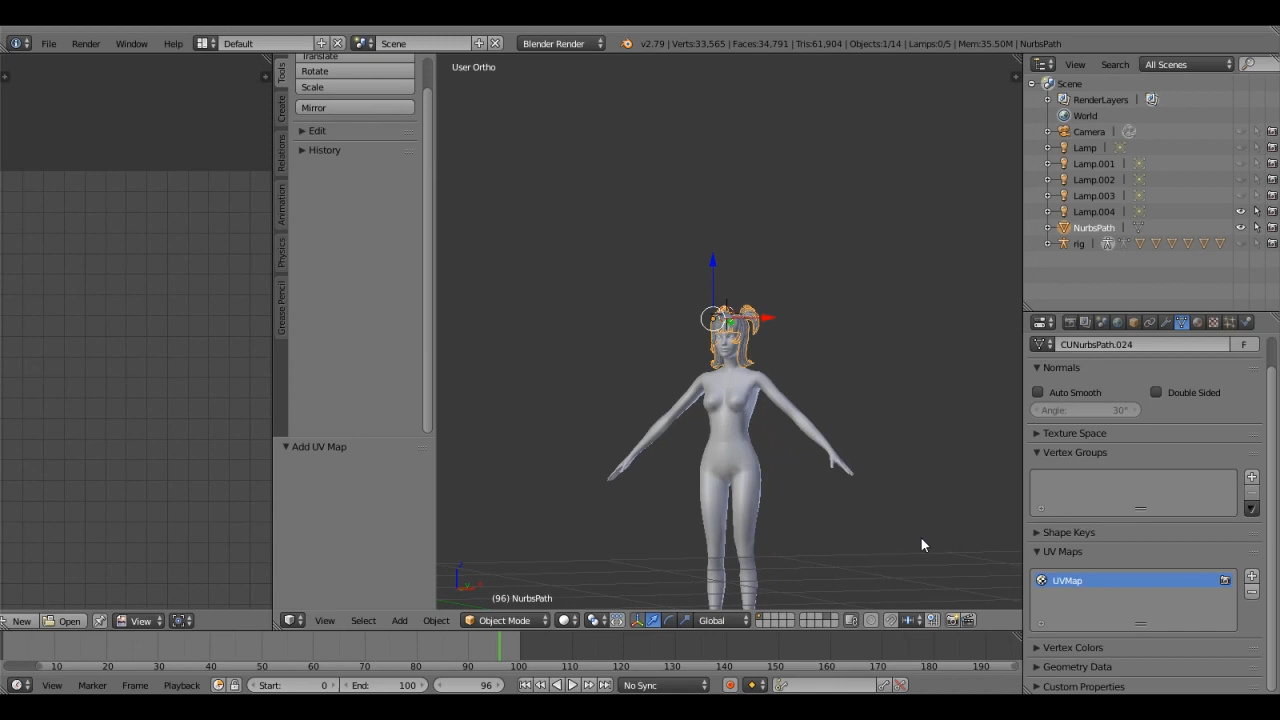 File Render Window Help Default Scene Blender Render v2.79 | Verts:33,565 | Faces:34,791 | Tris:61,904 | Objects:1/14 | Lamps:0/5 | Mem:35.50M | NurbsPath
Translate
Rotate
Scale
Mirror
Edit
History
Tools
Create
Relations
Animation
Physics
Grease Pencil
Add UV Map
User Ortho
(96) NurbsPath
View Search All Scenes
Scene
RenderLayers
World
Camera
Lamp
Lamp.001
Lamp.002
Lamp.003
Lamp.004
NurbsPath
rig
CUNurbsPath.024 F
Normals
Auto Smooth Double Sided
Angle: 30°
Texture Space
Vertex Groups
Shape Keys
UV Maps
UVMap
Vertex Colors
Geometry Data
Custom Properties
New Open View
View Select Add Object Object Mode Global
10 20 30 40 50 60 70 80 90 100 110 120 130 140 150 160 170 180 190
View Marker Frame Playback Start: 0 End: 100 96 No Sync